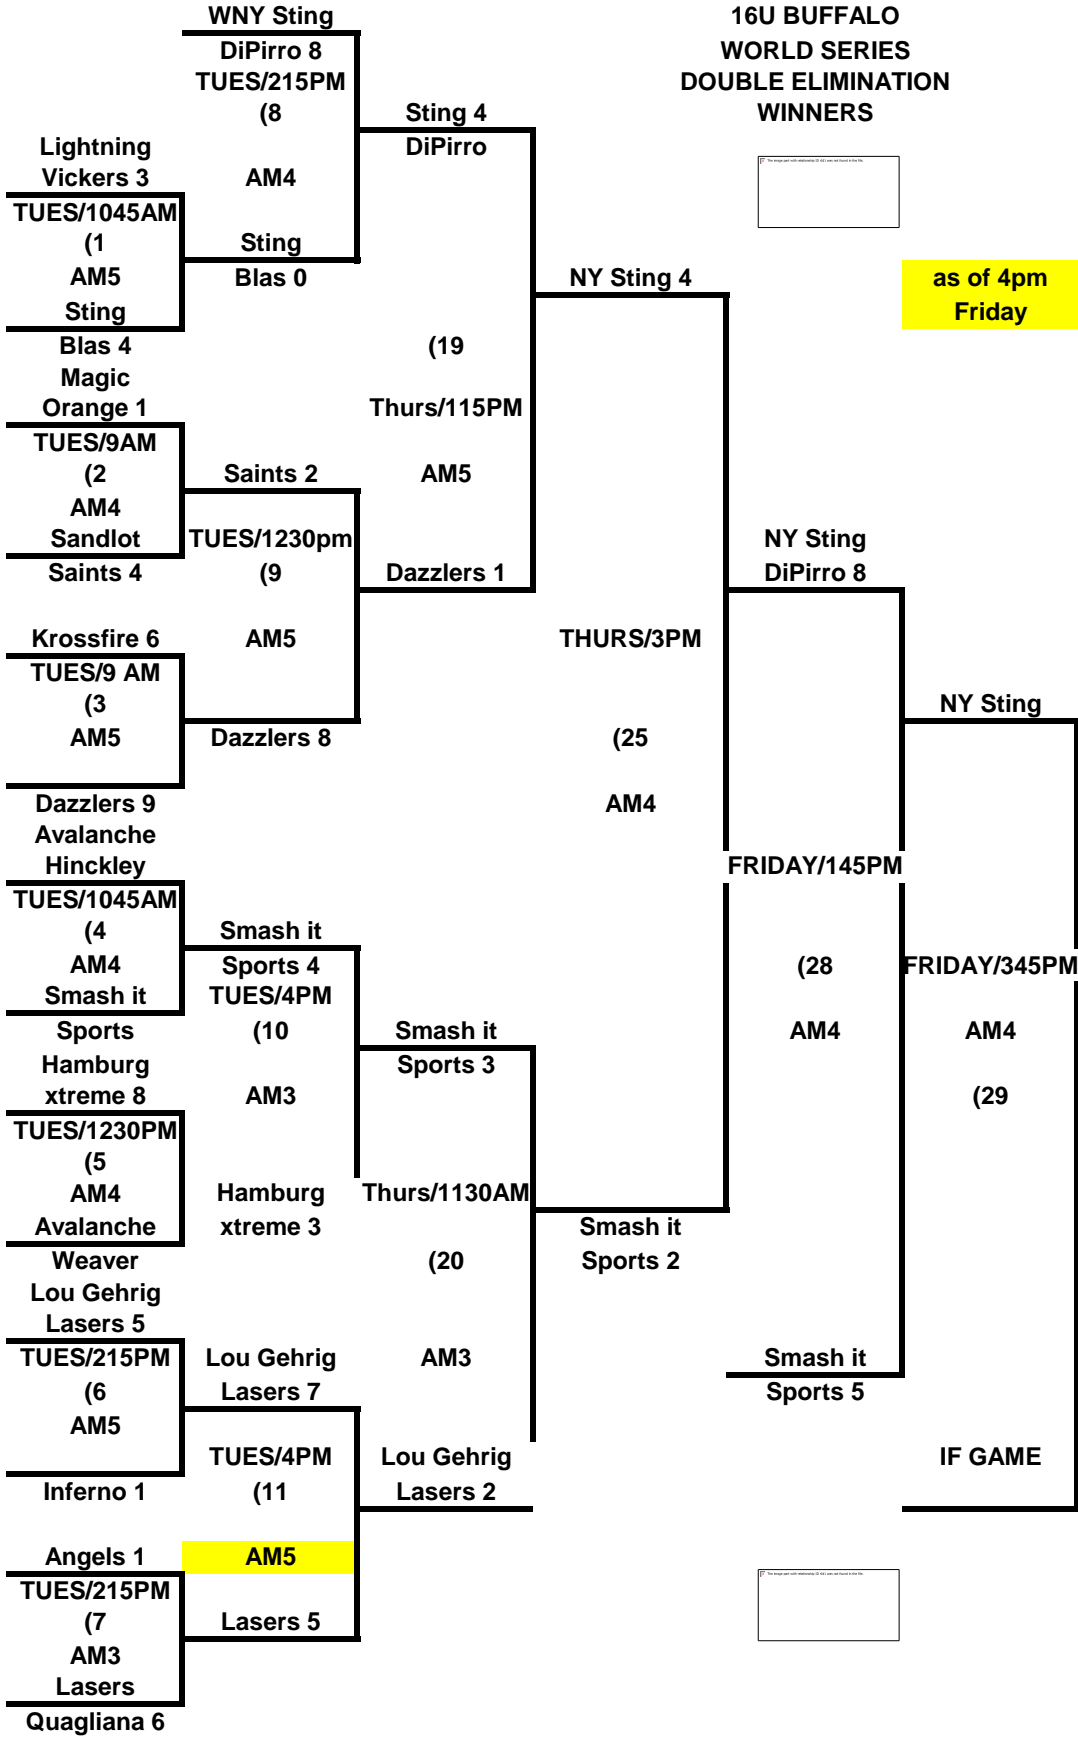 WNY Sting
DiPirro 8
TUES/215PM
(8
AM4
Sting
Blas 0
16U BUFFALO
WORLD SERIES
DOUBLE ELIMINATION
WINNERS
Sting 4
DiPirro
Lightning
Vickers 3
TUES/1045AM
(1
AM5
Sting
Blas 4
NY Sting 4
as of 4pm
Friday
(19
Thurs/115PM
AM5
Magic
Orange 1
TUES/9AM
(2
AM4
Sandlot
Saints 4
Saints 2
TUES/1230pm
(9
AM5
Dazzlers 8
Dazzlers 1
NY Sting
DiPirro 8
Krossfire 6
TUES/9 AM
(3
AM5
Dazzlers 9
THURS/3PM
(25
AM4
NY Sting
Avalanche
Hinckley
TUES/1045AM
(4
AM4
Smash it
Sports
FRIDAY/145PM
(28
AM4
FRIDAY/345PM
AM4
(29
Smash it
Sports 4
TUES/4PM
(10
AM3
Hamburg
xtreme 3
Smash it
Sports 3
Hamburg
xtreme 8
TUES/1230PM
(5
AM4
Avalanche
Weaver
Thurs/1130AM
(20
AM3
Smash it
Sports 2
Lou Gehrig
Lasers 5
TUES/215PM
(6
AM5
Inferno 1
Lou Gehrig
Lasers 7
TUES/4PM
(11
AM5
Lasers 5
Lou Gehrig
Lasers 2
Smash it
Sports 5
IF GAME
Angels 1
TUES/215PM
(7
AM3
Lasers
Quagliana 6